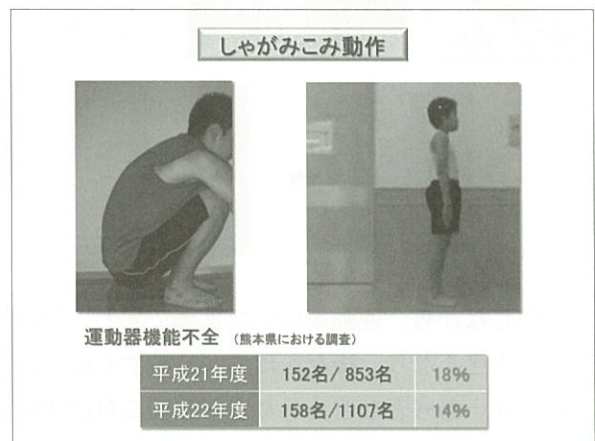 しゃがみこみ動作
運動器機能不全 (熊本県における調査)
平成21年度 152名/ 853名 18%
平成22年度 158名/1107名 14%